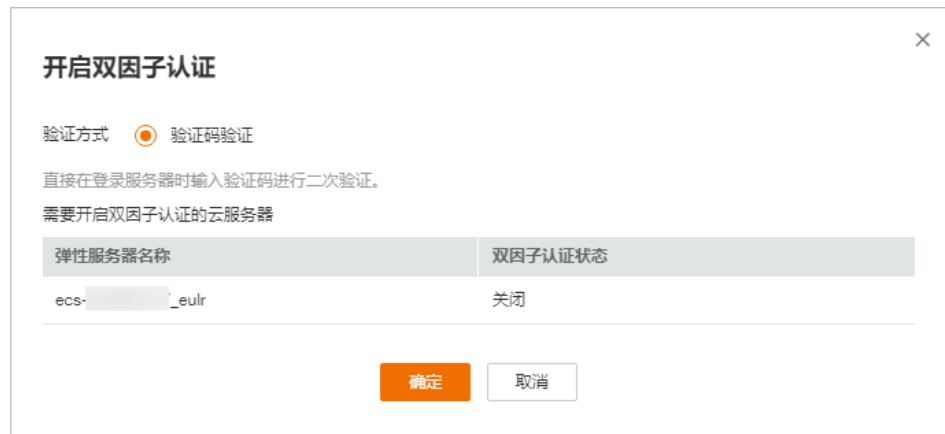 开启双因子认证
验证方式 验证码验证
直接在登录服务器时输入验证码进行二次验证。
需要开启双因子认证的云服务器
弹性服务器名称 双因子认证状态
ecs- _eulr 关闭
确定 取消